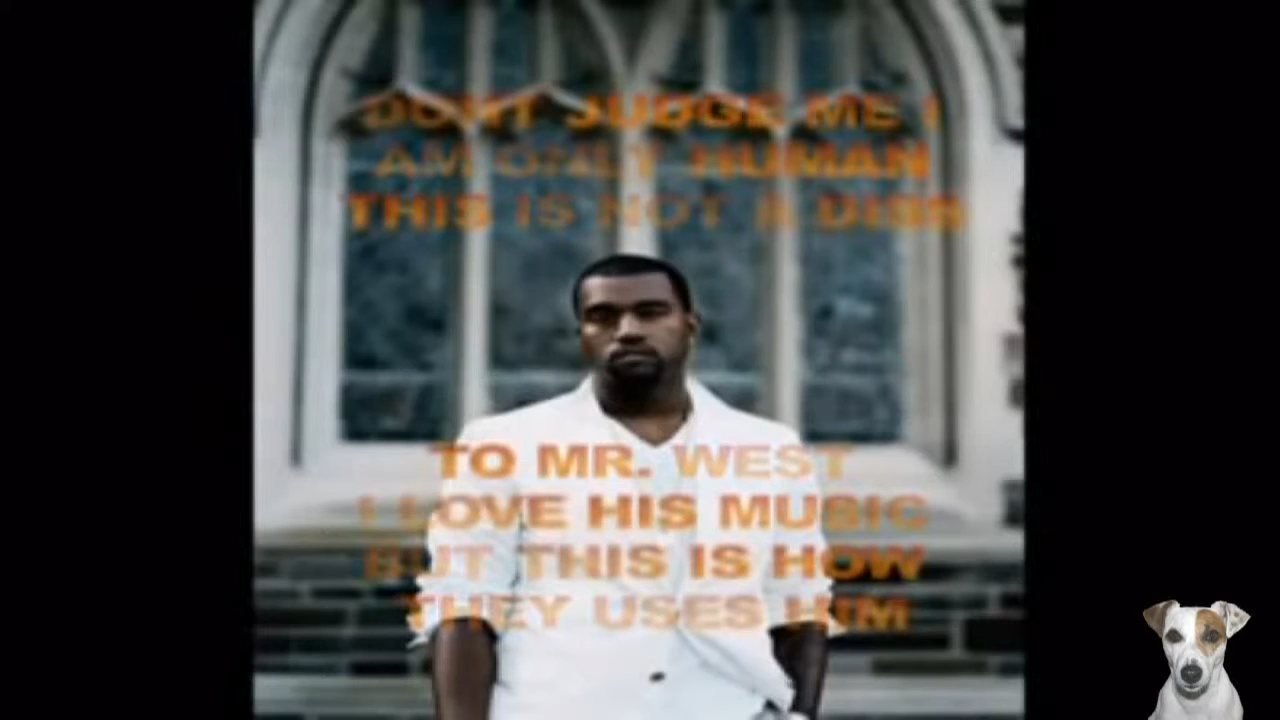 DONT JUDGE ME I
AM ONLY HUMAN
THIS IS NOT A DISS
TO MR. WEST
I LOVE HIS MUSIC
BUT THIS IS HOW
THEY USES HIM